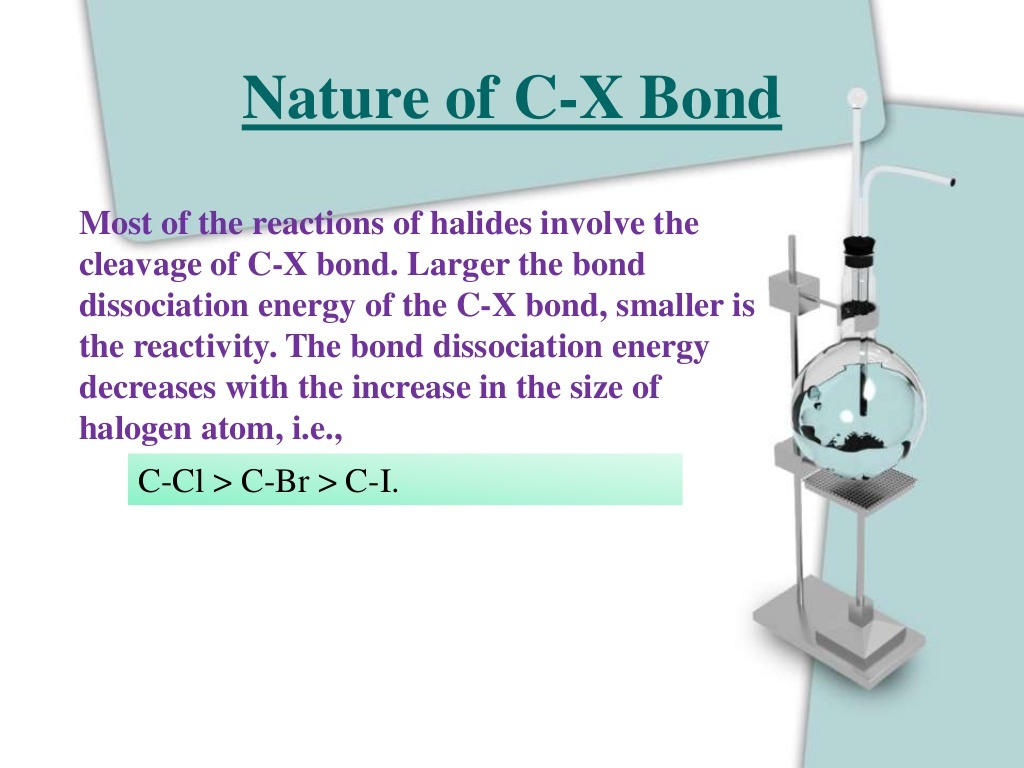 Nature of C-X Bond
Most of the reactions of halides involve the
cleavage of C-X bond. Larger the bond
dissociation energy of the C-X bond, smaller is
the reactivity. The bond dissociation energy
decreases with the increase in the size of
halogen atom, i.e.,
C-Cl > C-Br > C-I.